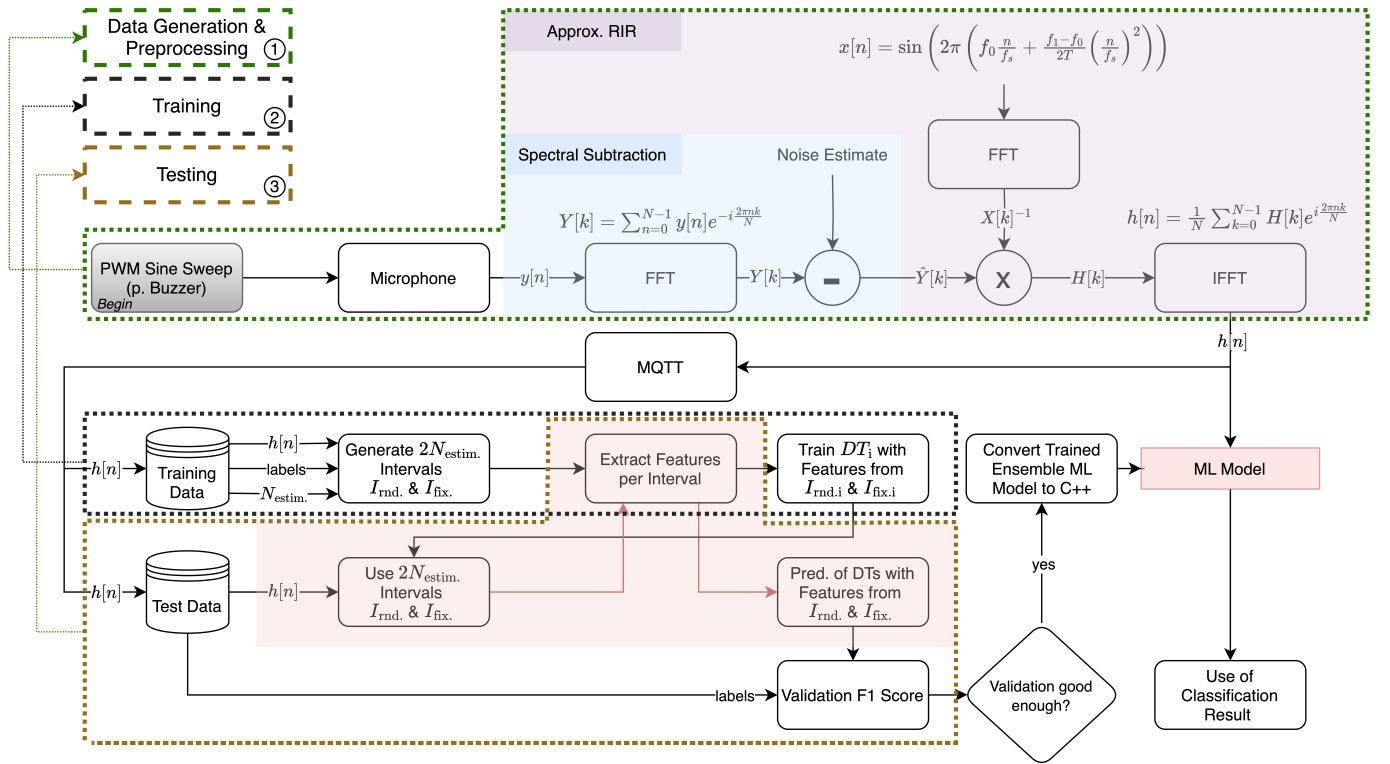 Data Generation &
Preprocessing
①
Training
②
Testing
③
Approx. RIR
x[n] = sin(2π(f₀ n/f_s + (f₁−f₀)/2T (n/f_s)²))
FFT
Spectral Subtraction
Noise Estimate
Y[k] = ∑_{n=0}^{N−1} y[n]e^{−i 2πnk/N}
X[k]⁻¹
h[n] = 1/N ∑_{k=0}^{N−1} H[k]e^{i 2πnk/N}
PWM Sine Sweep
(p. Buzzer)
Begin
Microphone
y[n]
FFT
Y[k]
-
Ŷ[k]
X
H[k]
IFFT
h[n]
MQTT
h[n]
Training
Data
h[n]
labels
N_estim.
Generate 2N_estim.
Intervals
I_rnd. & I_fix.
Extract Features
per Interval
Train DT_i with
Features from
I_rnd.i & I_fix.i
Convert Trained
Ensemble ML
Model to C++
ML Model
h[n]
Test Data
h[n]
Use 2N_estim.
Intervals
I_rnd. & I_fix.
Pred. of DTs with
Features from
I_rnd. & I_fix.
yes
labels
Validation F1 Score
Validation good
enough?
Use of
Classification
Result